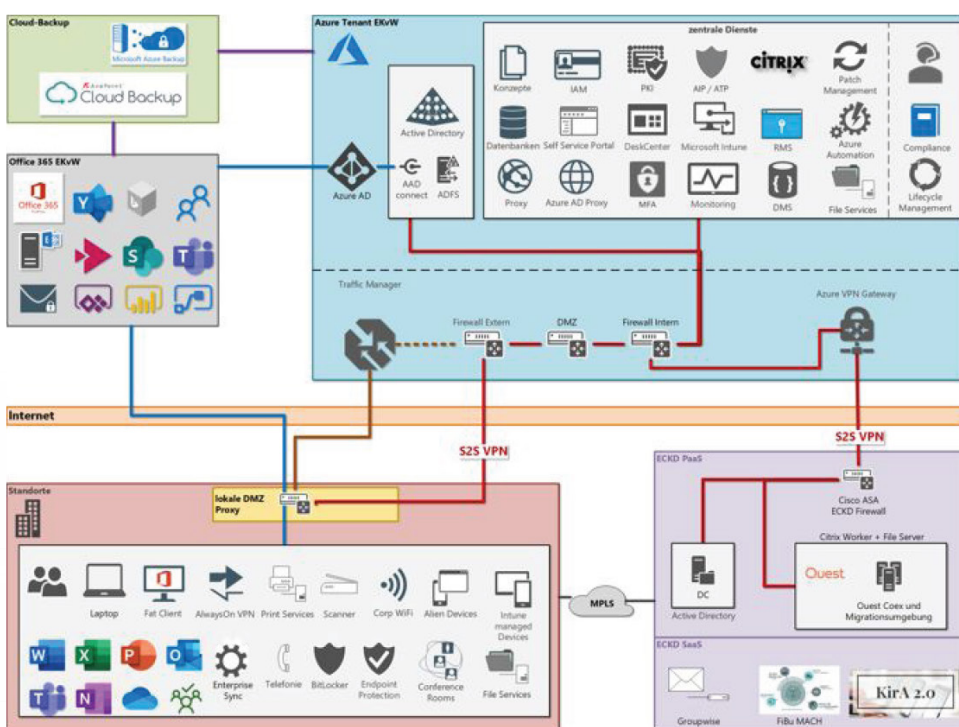 Cloud-Backup
Microsoft Azure Backup
AvePoint
Cloud Backup
Office 365 EKvW
Office 365
Azure Tenant EKvW
Active Directory
Azure AD
AAD
connect
ADFS
zentrale Dienste
Konzepte
IAM
PKI
AIP / ATP
CİTRIX
Patch
Management
Datenbanken
Self Service Portal
DeskCenter
Microsoft Intune
RMS
Azure
Automation
Compliance
Proxy
Azure AD Proxy
MFA
Monitoring
DMS
File Services
Lifecycle
Management
Traffic Manager
Firewall Extern
DMZ
Firewall Intern
Azure VPN Gateway
Internet
S2S VPN
S2S VPN
Standorte
lokale DMZ
Proxy
Laptop
Fat Client
AlwaysOn VPN
Print Services
Scanner
Corp WiFi
Alien Devices
Intune
managed
Devices
Enterprise
Sync
Telefonie
BitLocker
Endpoint
Protection
Conference
Rooms
File Services
MPLS
ECKD PaaS
Cisco ASA
ECKD Firewall
Citrix Worker + File Server
DC
Active Directory
Quest
Quest Coex und
Migrationsumgebung
ECKD SaaS
Groupwise
FiBu MACH
KirA 2.0